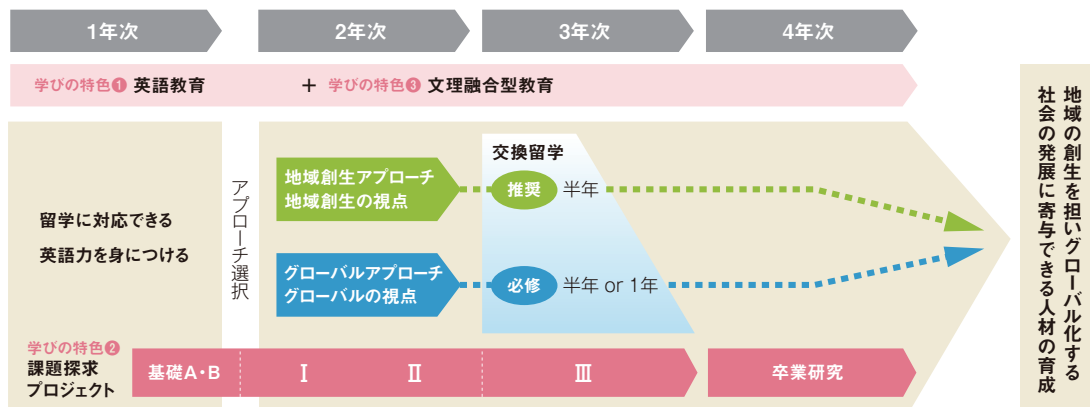 1年次
2年次
3年次
4年次
学びの特色❶ 英語教育
+ 学びの特色❸ 文理融合型教育
留学に対応できる
英語力を身につける
アプローチ選択
地域創生アプローチ
地域創生の視点
グローバルアプローチ
グローバルの視点
交換留学
推奨 半年
必修 半年 or 1年
学びの特色❷
課題探求
プロジェクト
基礎A・B
Ⅰ
Ⅱ
Ⅲ
卒業研究
地域の創生を担いグローバル化する
社会の発展に寄与できる人材の育成